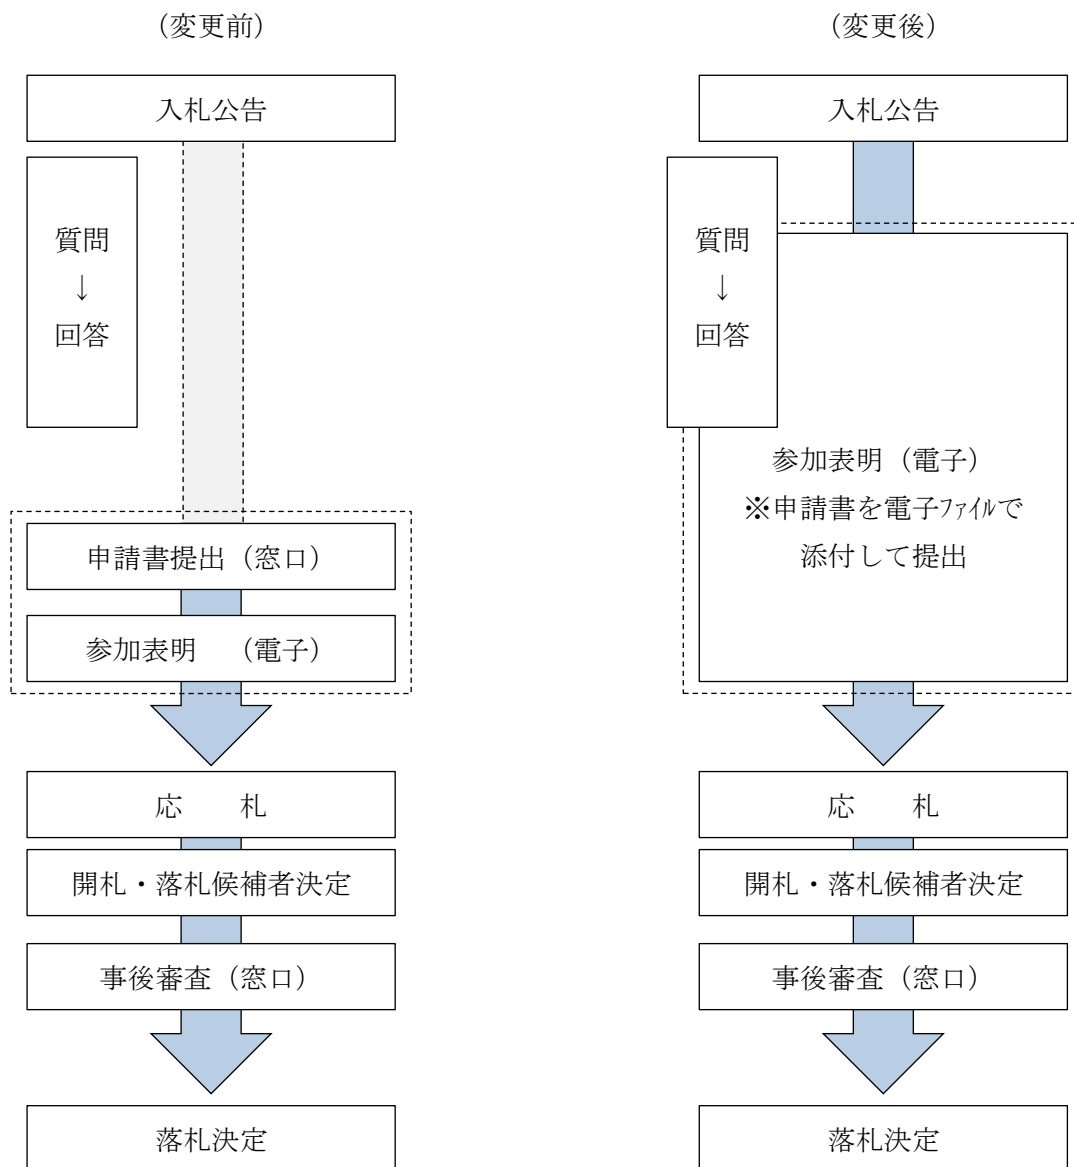 (変更前)
入札公告
質問
↓
回答
申請書提出(窓口)
参加表明 (電子)
応 札
開札・落札候補者決定
事後審査(窓口)
落札決定
(変更後)
入札公告
質問
↓
回答
参加表明(電子)
※申請書を電子ファイルで
添付して提出
応 札
開札・落札候補者決定
事後審査(窓口)
落札決定